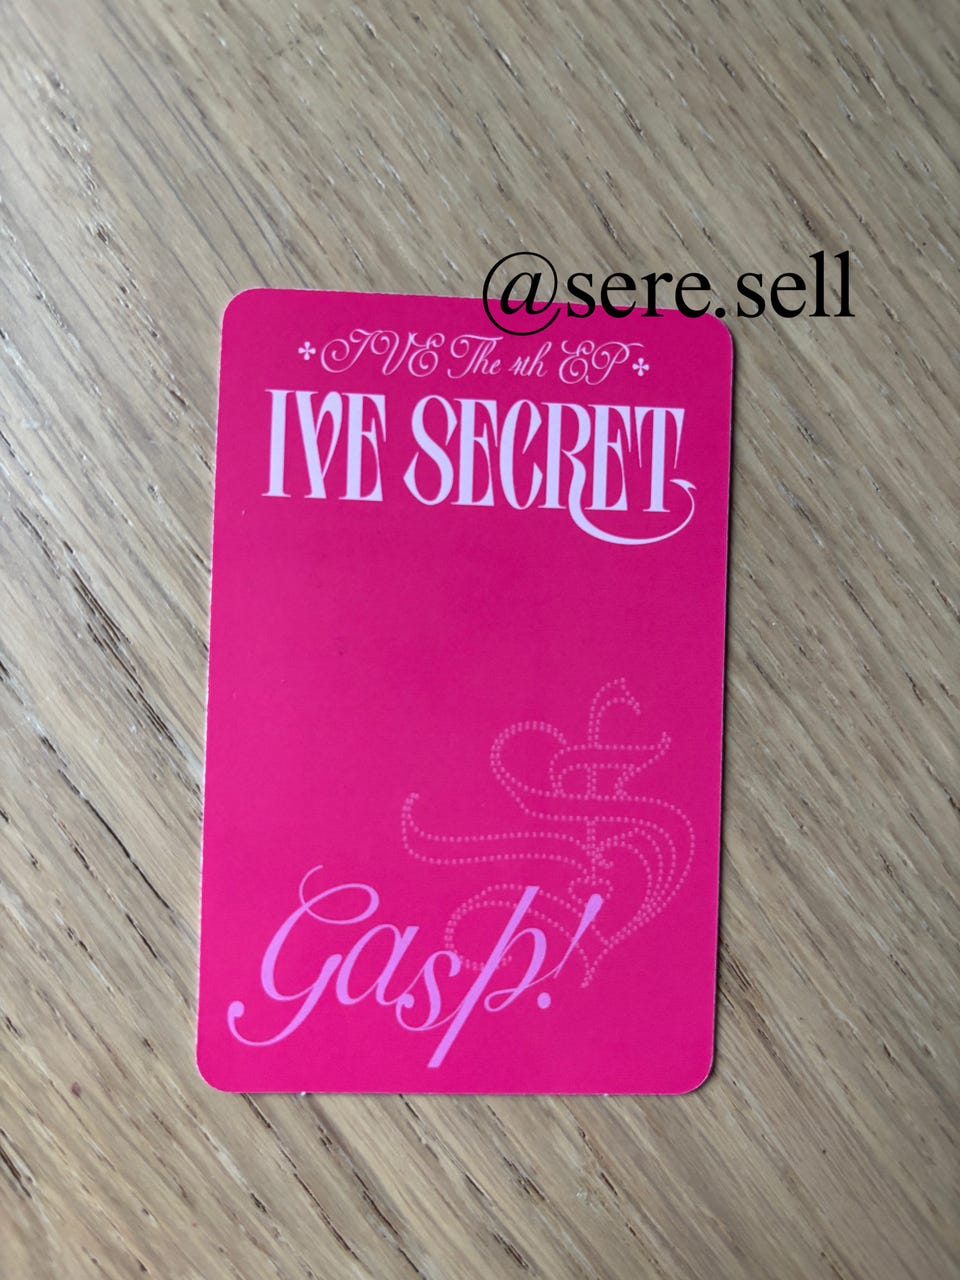 @sere.sell
IVE The 4th EP
IVE SECRET
Gasp!